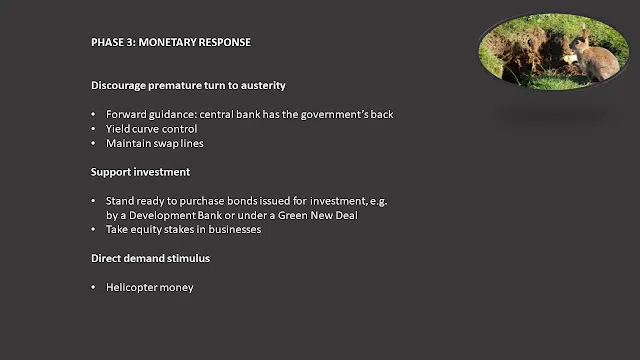 PHASE 3: MONETARY RESPONSE
Discourage premature turn to austerity
• Forward guidance: central bank has the government's back
• Yield curve control
• Maintain swap lines
Support investment
• Stand ready to purchase bonds issued for investment, e.g.
by a Development Bank or under a Green New Deal
• Take equity stakes in businesses
Direct demand stimulus
• Helicopter money